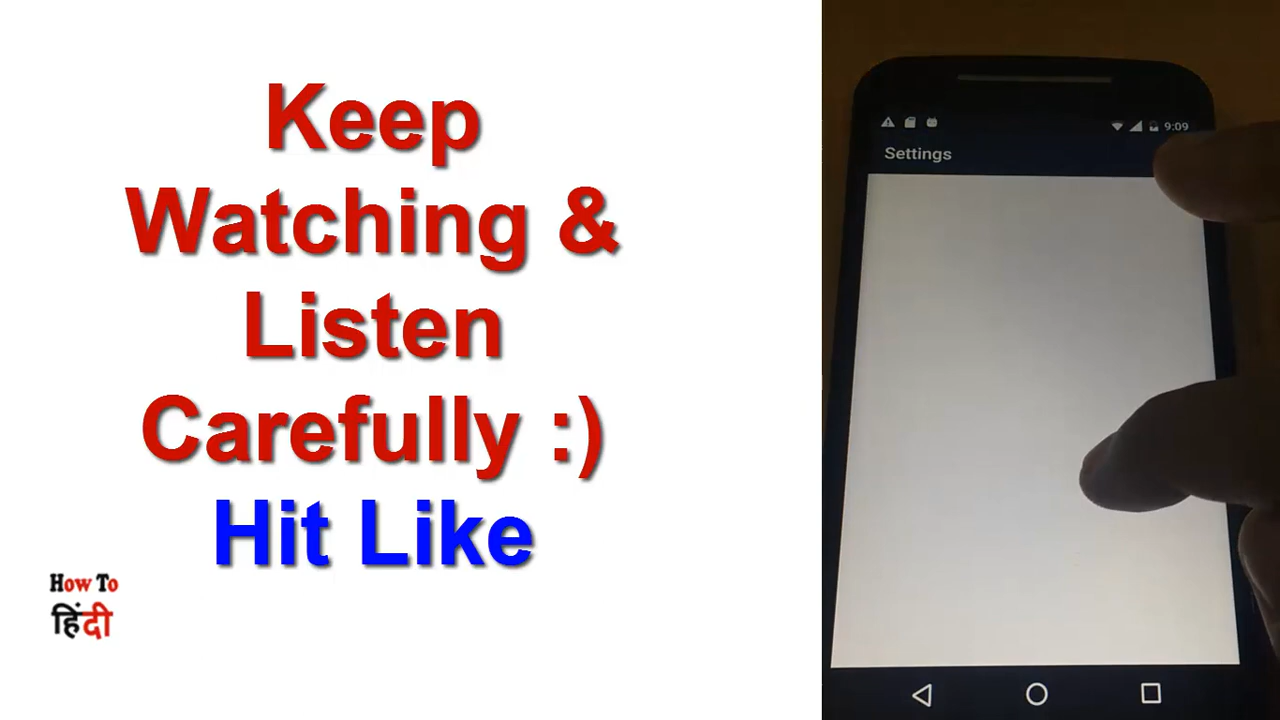 Keep
Watching &
Listen
Carefully :)
Hit Like
How To
हिंदी
9:09
Settings